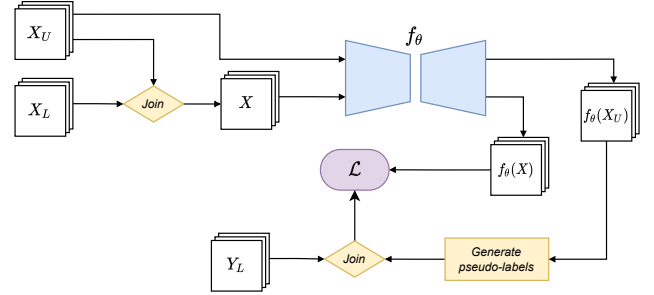 X_U
f_θ
X_L
Join
X
f_θ(X_U)
f_θ(X)
ℒ
Y_L
Join
Generate
pseudo-labels